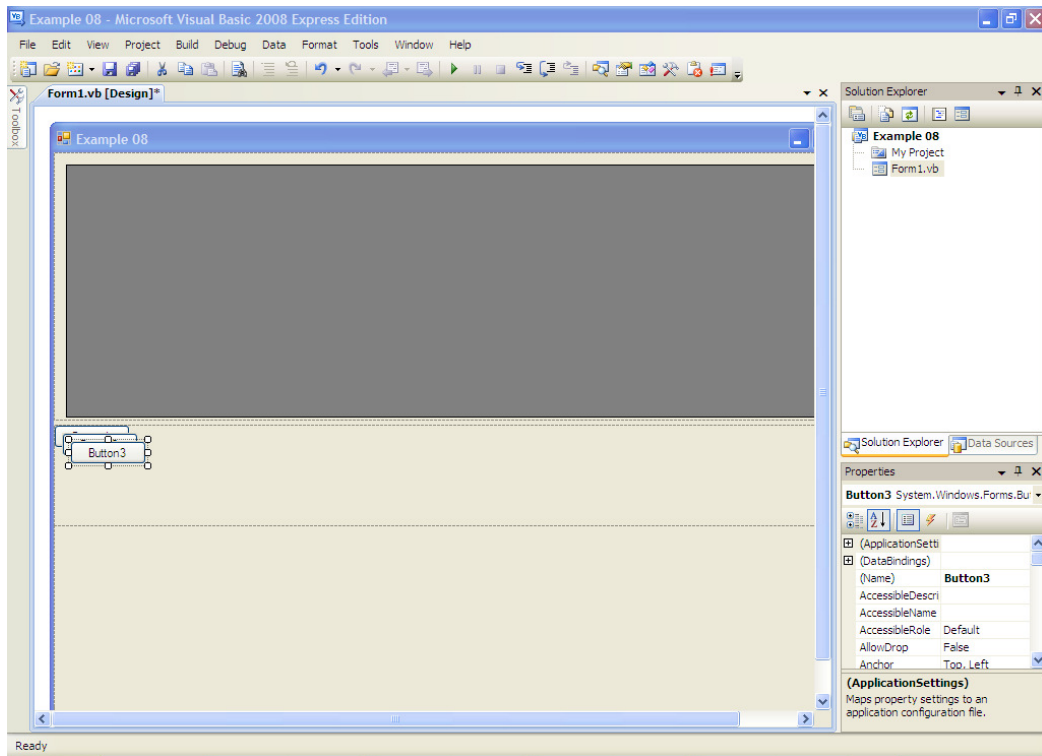 Example 08 - Microsoft Visual Basic 2008 Express Edition
File Edit View Project Build Debug Data Format Tools Window Help
Toolbox
Form1.vb [Design]*
Example 08
Button3
Solution Explorer
Example 08
My Project
Form1.vb
Solution Explorer Data Sources
Properties
Button3 System.Windows.Forms.Bu
(ApplicationSetti
(DataBindings)
(Name) Button3
AccessibleDescri
AccessibleName
AccessibleRole Default
AllowDrop False
Anchor Top, Left
(ApplicationSettings)
Maps property settings to an
application configuration file.
Ready